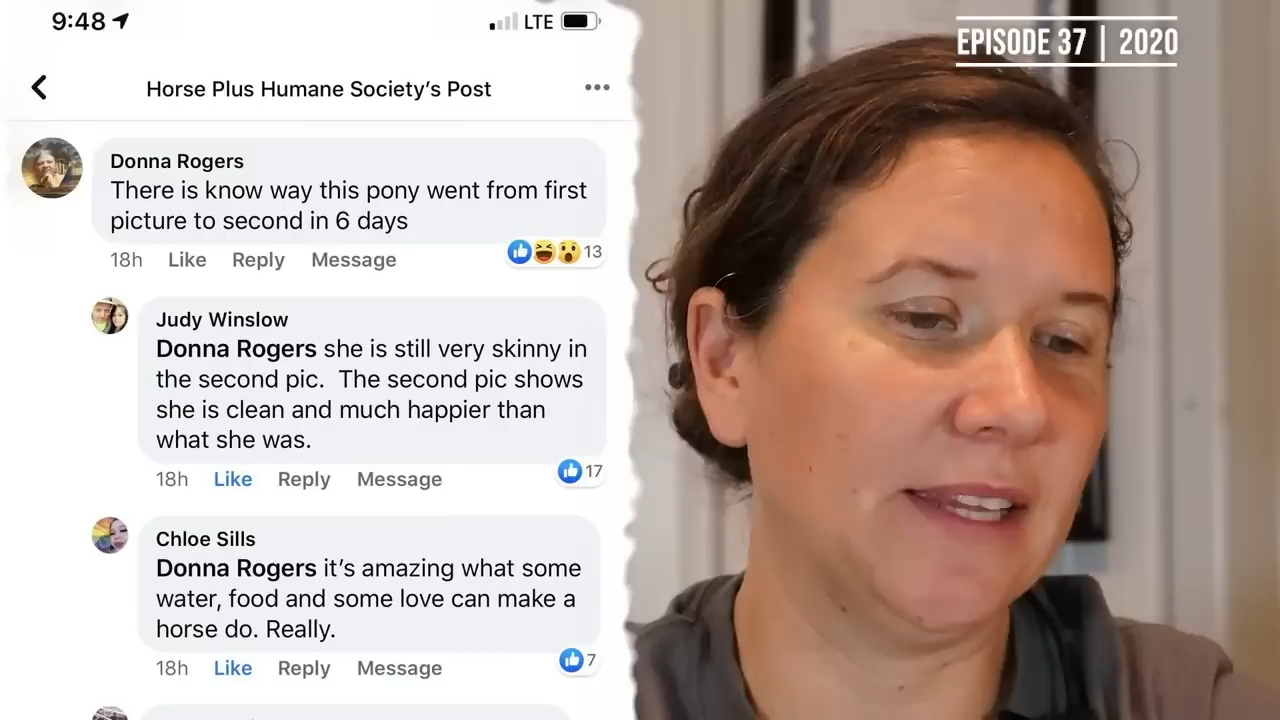 9:48
LTE
EPISODE 37 | 2020
Horse Plus Humane Society's Post
Donna Rogers
There is know way this pony went from first
picture to second in 6 days
18h Like Reply Message 13
Judy Winslow
Donna Rogers she is still very skinny in
the second pic. The second pic shows
she is clean and much happier than
what she was.
18h Like Reply Message 17
Chloe Sills
Donna Rogers it's amazing what some
water, food and some love can make a
horse do. Really.
18h Like Reply Message 7